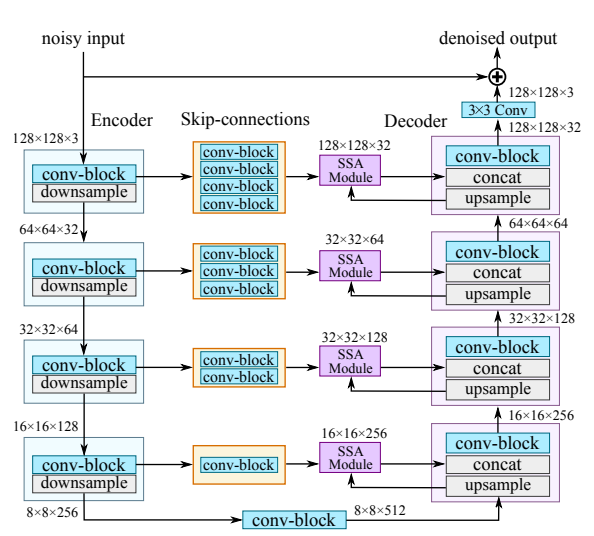 noisy input
denoised output
128×128×3
3×3 Conv
Encoder
Skip-connections
Decoder
128×128×32
128×128×3
conv-block
downsample
conv-block
conv-block
conv-block
conv-block
128×128×32
SSA
Module
conv-block
concat
upsample
64×64×32
64×64×64
conv-block
downsample
conv-block
conv-block
conv-block
32×32×64
SSA
Module
conv-block
concat
upsample
32×32×64
32×32×128
conv-block
downsample
conv-block
conv-block
32×32×128
SSA
Module
conv-block
concat
upsample
16×16×128
16×16×256
conv-block
downsample
conv-block
16×16×256
SSA
Module
conv-block
concat
upsample
8×8×256
conv-block
8×8×512